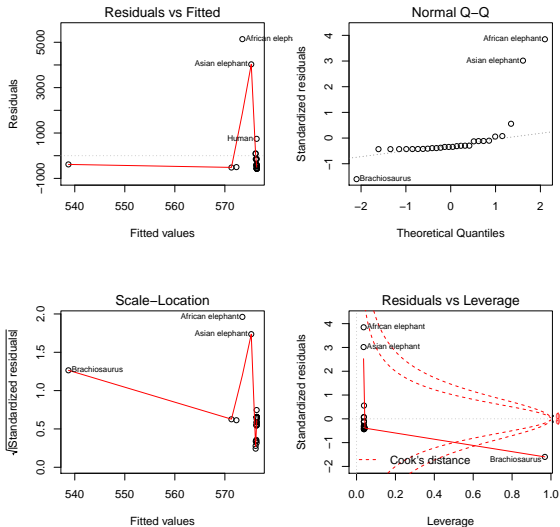 Residuals vs Fitted
Residuals
−1000
1000
3000
5000
African eleph
Asian elephant
Human
540
550
560
570
Fitted values
Normal Q−Q
Standardized residuals
−1
0
1
2
3
4
African elephant
Asian elephant
Brachiosaurus
−2
−1
0
1
2
Theoretical Quantiles
Scale−Location
√|Standardized residuals|
0.0
0.5
1.0
1.5
2.0
African elephant
Asian elephant
Brachiosaurus
540
550
560
570
Fitted values
Residuals vs Leverage
Standardized residuals
−2
−1
0
1
2
3
4
African elephant
Asian elephant
Cook's distance
Brachiosaurus
0.0
0.2
0.4
0.6
0.8
1.0
Leverage